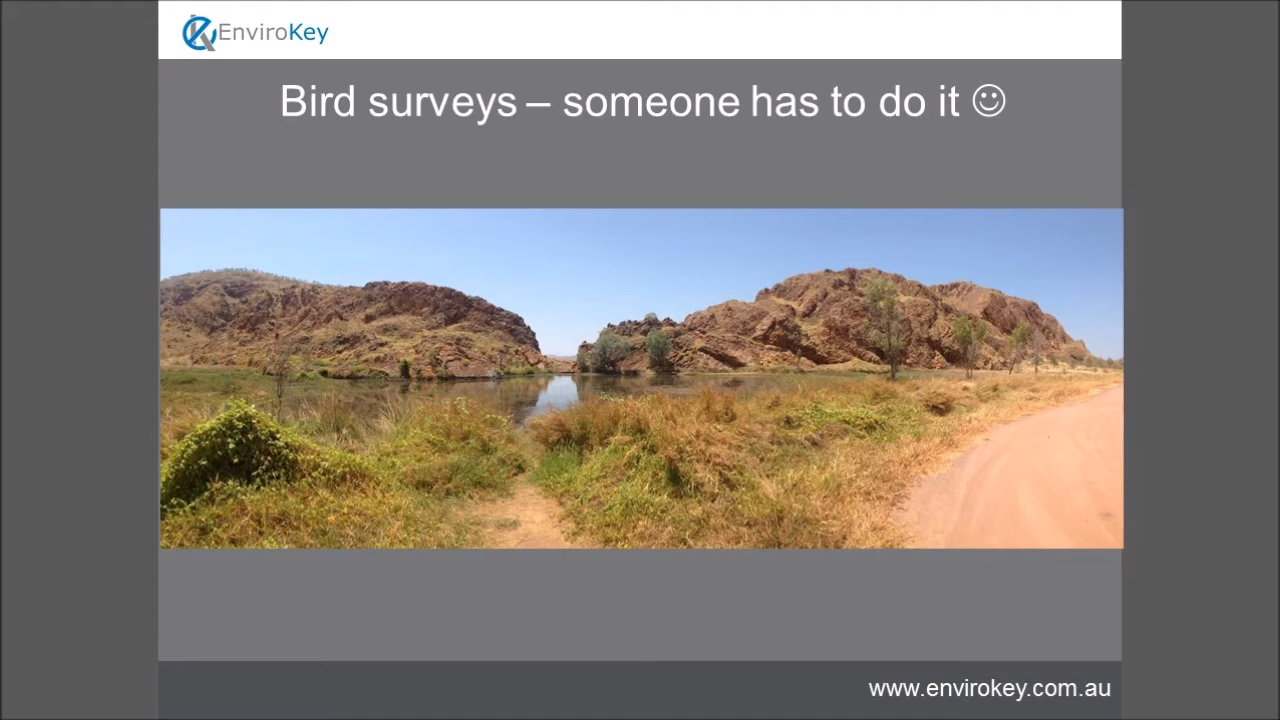 EnviroKey
Bird surveys – someone has to do it ☺
www.envirokey.com.au